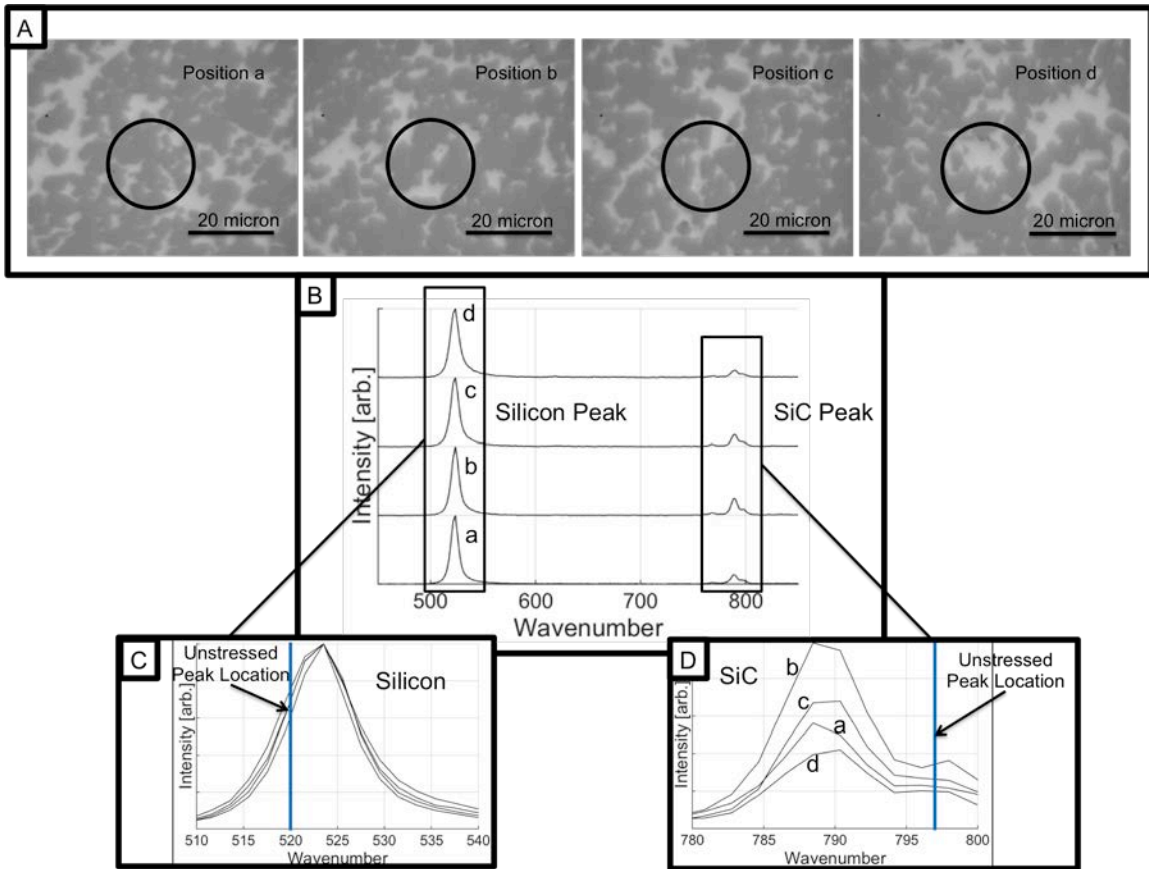 A
Position a
Position b
Position c
Position d
20 micron
20 micron
20 micron
20 micron
B
d
c
b
a
Silicon Peak
SiC Peak
Intensity [arb.]
500
600
700
800
Wavenumber
C
Unstressed
Peak Location
Silicon
Intensity [arb.]
510
515
520
525
530
535
540
Wavenumber
D
SiC
b
c
a
d
Unstressed
Peak Location
Intensity [arb.]
780
785
790
795
800
Wavenumber